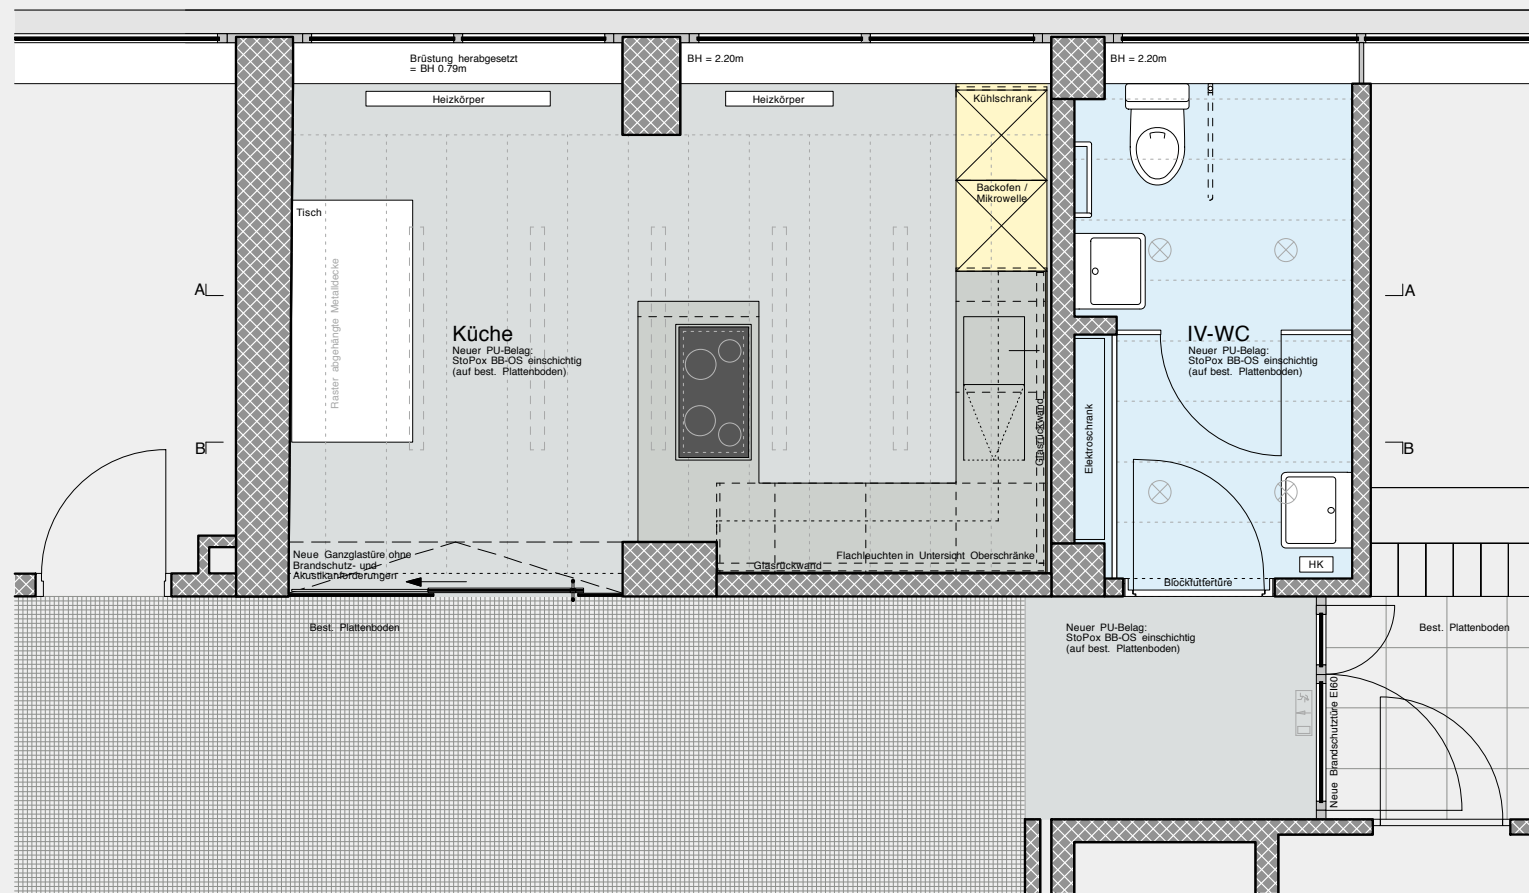 Brüstung herabgesetzt
= BH 0.79m
BH = 2.20m
BH = 2.20m
Heizkörper
Heizkörper
Kühlschrank
Backofen /
Mikrowelle
Tisch
Raster abgehängte Metalldecke
A
A
Küche
Neuer PU-Belag:
StoPox BB-OS einschichtig
(auf best. Plattenboden)
IV-WC
Neuer PU-Belag:
StoPox BB-OS einschichtig
(auf best. Plattenboden)
Glasrückwand
Elektroschrank
B
B
Neue Ganzglastüre ohne
Brandschutz- und
Akustikanforderungen
Flachleuchten in Untersicht Oberschränke
Glasrückwand
HK
Blockfuttertüre
Best. Plattenboden
Neuer PU-Belag:
StoPox BB-OS einschichtig
(auf best. Plattenboden)
Best. Plattenboden
Neue Brandschutztüre EI60